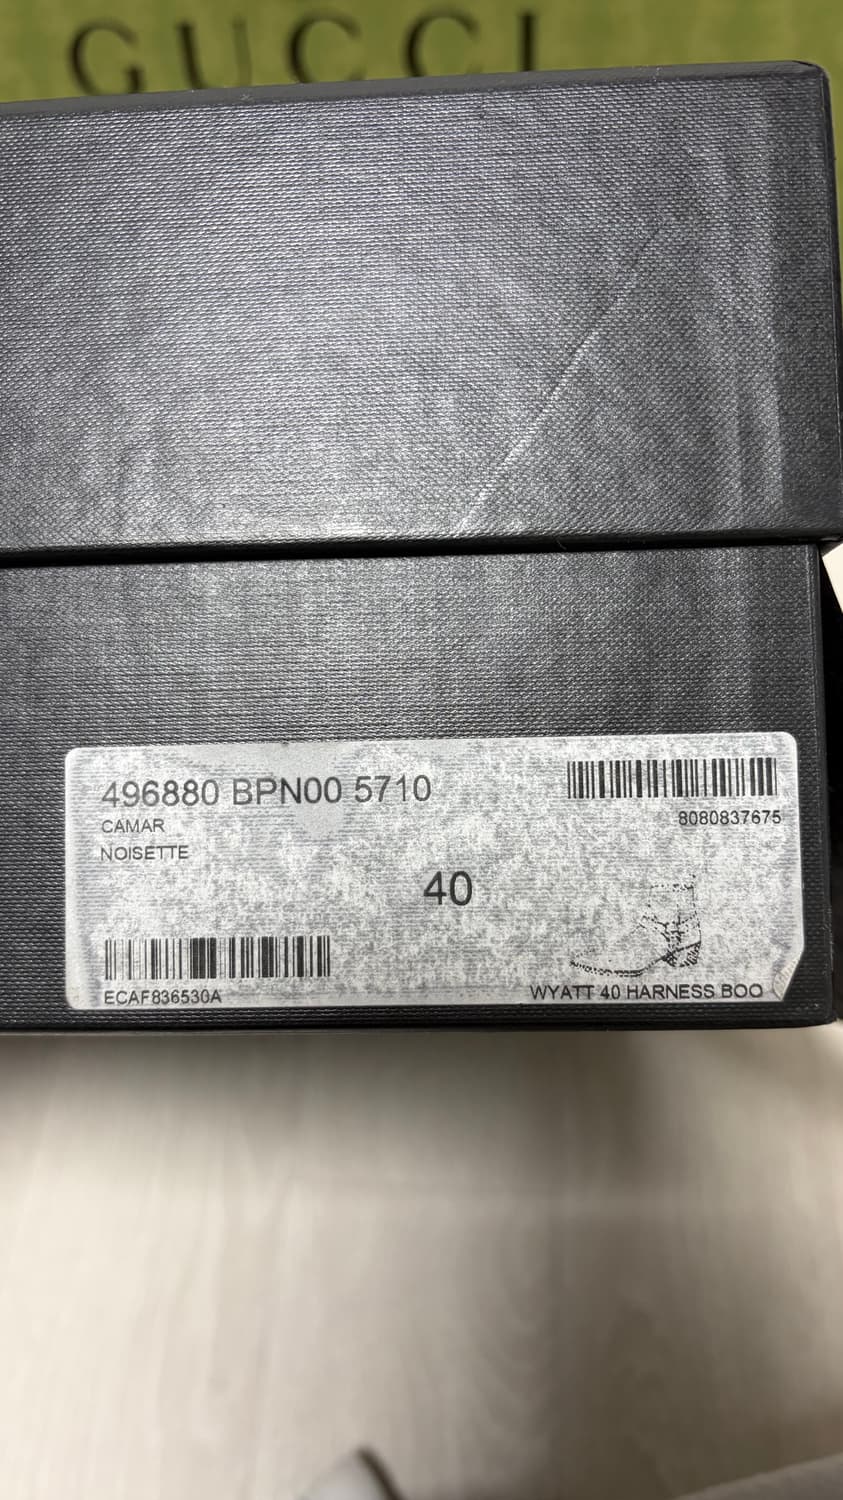 GUCCI
496880 BPN00 5710
CAMAR
NOISETTE
8080837675
40
ECAF836530A
WYATT 40 HARNESS BOO